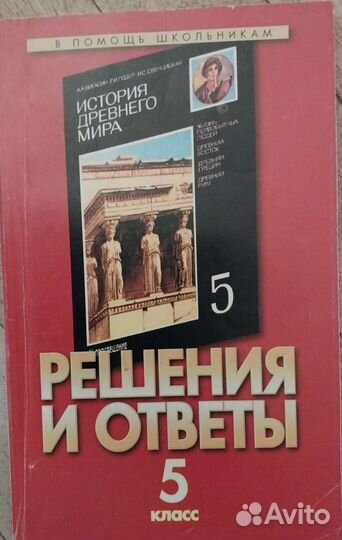 В ПОМОЩЬ ШКОЛЬНИКАМ
А.А.ВИГАСИН Г.И.ГОДЕР И.С.СВЕНЦИЦКАЯ
ИСТОРИЯ
ДРЕВНЕГО
МИРА
ЖИЗНЬ
ПЕРВОБЫТНЫХ
ЛЮДЕЙ
ДРЕВНИЙ
ВОСТОК
ДРЕВНЯЯ
ГРЕЦИЯ
ДРЕВНИЙ
РИМ
5
ПРОСВЕЩЕНИЕ
РЕШЕНИЯ
И ОТВЕТЫ
5
КЛАСС
Avito